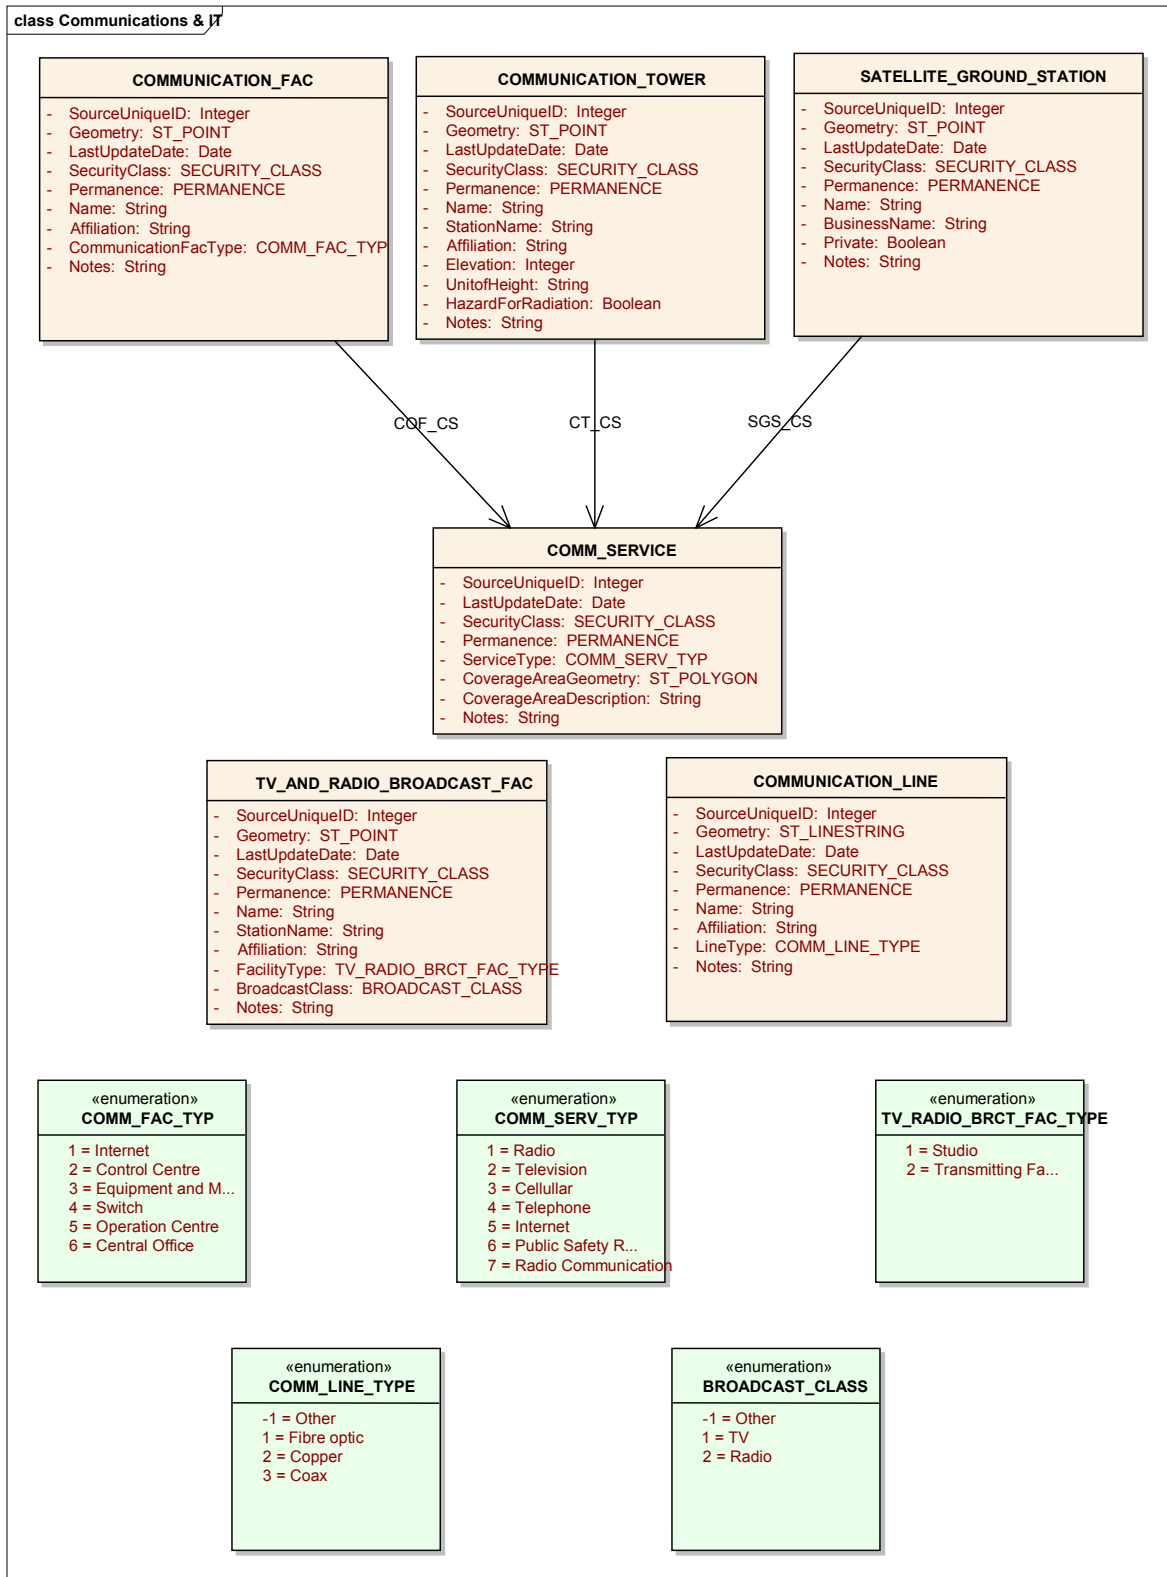 class Communications & IT
COMMUNICATION_FAC
- SourceUniqueID: Integer
- Geometry: ST_POINT
- LastUpdateDate: Date
- SecurityClass: SECURITY_CLASS
- Permanence: PERMANENCE
- Name: String
- Affiliation: String
- CommunicationFacType: COMM_FAC_TYP
- Notes: String
COMMUNICATION_TOWER
- SourceUniqueID: Integer
- Geometry: ST_POINT
- LastUpdateDate: Date
- SecurityClass: SECURITY_CLASS
- Permanence: PERMANENCE
- Name: String
- StationName: String
- Affiliation: String
- Elevation: Integer
- UnitofHeight: String
- HazardForRadiation: Boolean
- Notes: String
SATELLITE_GROUND_STATION
- SourceUniqueID: Integer
- Geometry: ST_POINT
- LastUpdateDate: Date
- SecurityClass: SECURITY_CLASS
- Permanence: PERMANENCE
- Name: String
- BusinessName: String
- Private: Boolean
- Notes: String
COF_CS
CT_CS
SGS_CS
COMM_SERVICE
- SourceUniqueID: Integer
- LastUpdateDate: Date
- SecurityClass: SECURITY_CLASS
- Permanence: PERMANENCE
- ServiceType: COMM_SERV_TYP
- CoverageAreaGeometry: ST_POLYGON
- CoverageAreaDescription: String
- Notes: String
TV_AND_RADIO_BROADCAST_FAC
- SourceUniqueID: Integer
- Geometry: ST_POINT
- LastUpdateDate: Date
- SecurityClass: SECURITY_CLASS
- Permanence: PERMANENCE
- Name: String
- StationName: String
- Affiliation: String
- FacilityType: TV_RADIO_BRCT_FAC_TYPE
- BroadcastClass: BROADCAST_CLASS
- Notes: String
COMMUNICATION_LINE
- SourceUniqueID: Integer
- Geometry: ST_LINESTRING
- LastUpdateDate: Date
- SecurityClass: SECURITY_CLASS
- Permanence: PERMANENCE
- Name: String
- Affiliation: String
- LineType: COMM_LINE_TYPE
- Notes: String
«enumeration»
COMM_FAC_TYP
1 = Internet
2 = Control Centre
3 = Equipment and M...
4 = Switch
5 = Operation Centre
6 = Central Office
«enumeration»
COMM_SERV_TYP
1 = Radio
2 = Television
3 = Cellullar
4 = Telephone
5 = Internet
6 = Public Safety R...
7 = Radio Communication
«enumeration»
TV_RADIO_BRCT_FAC_TYPE
1 = Studio
2 = Transmitting Fa...
«enumeration»
COMM_LINE_TYPE
-1 = Other
1 = Fibre optic
2 = Copper
3 = Coax
«enumeration»
BROADCAST_CLASS
-1 = Other
1 = TV
2 = Radio